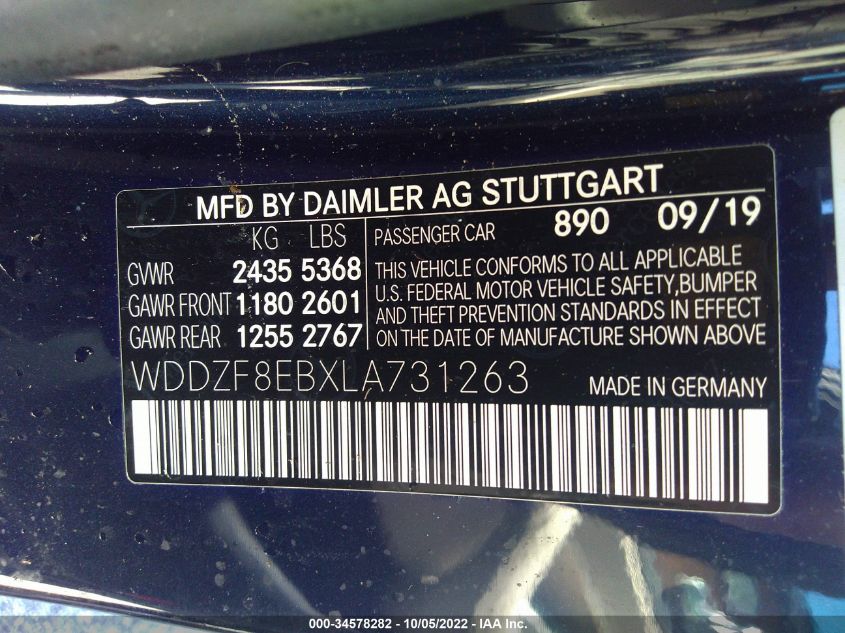 MFD BY DAIMLER AG STUTTGART
KG LBS
GVWR 2435 5368
GAWR FRONT 1180 2601
GAWR REAR 1255 2767
PASSENGER CAR 890 09/19
THIS VEHICLE CONFORMS TO ALL APPLICABLE
U.S. FEDERAL MOTOR VEHICLE SAFETY,BUMPER
AND THEFT PREVENTION STANDARDS IN EFFECT
ON THE DATE OF MANUFACTURE SHOWN ABOVE
WDDZF8EBXLA731263
MADE IN GERMANY
000-34578282 - 10/05/2022 - IAA Inc.